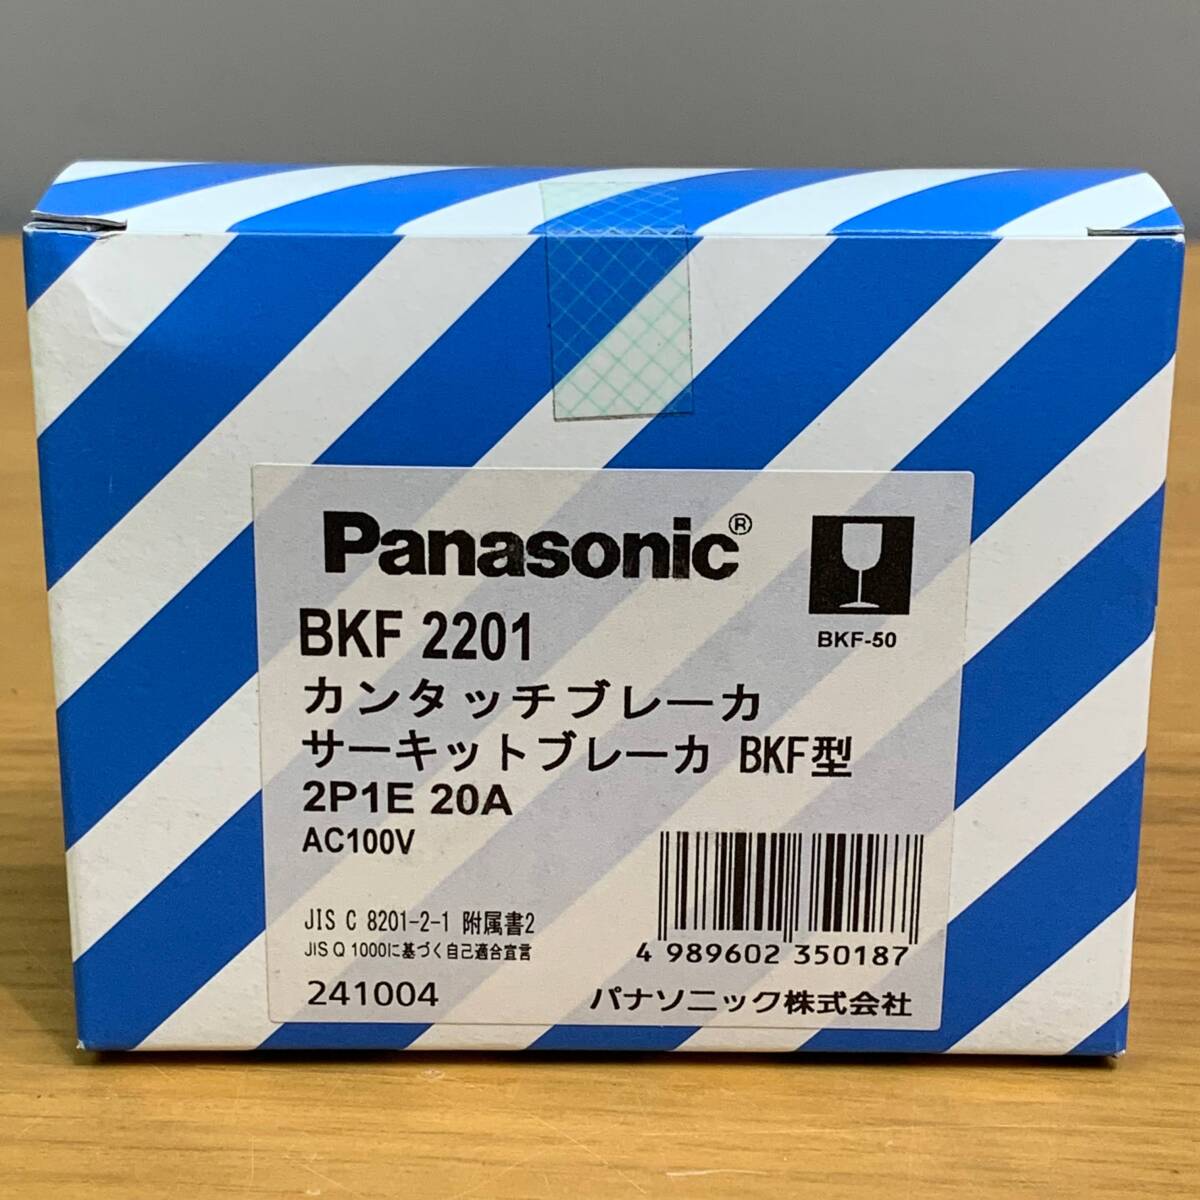 Panasonic®
BKF-50
BKF 2201
カンタッチブレーカ
サーキットブレーカ BKF型
2P1E 20A
AC100V
JIS C 8201-2-1 附属書2
JIS Q 1000に基づく自己適合宣言
241004
4 989602 350187
パナソニック株式会社